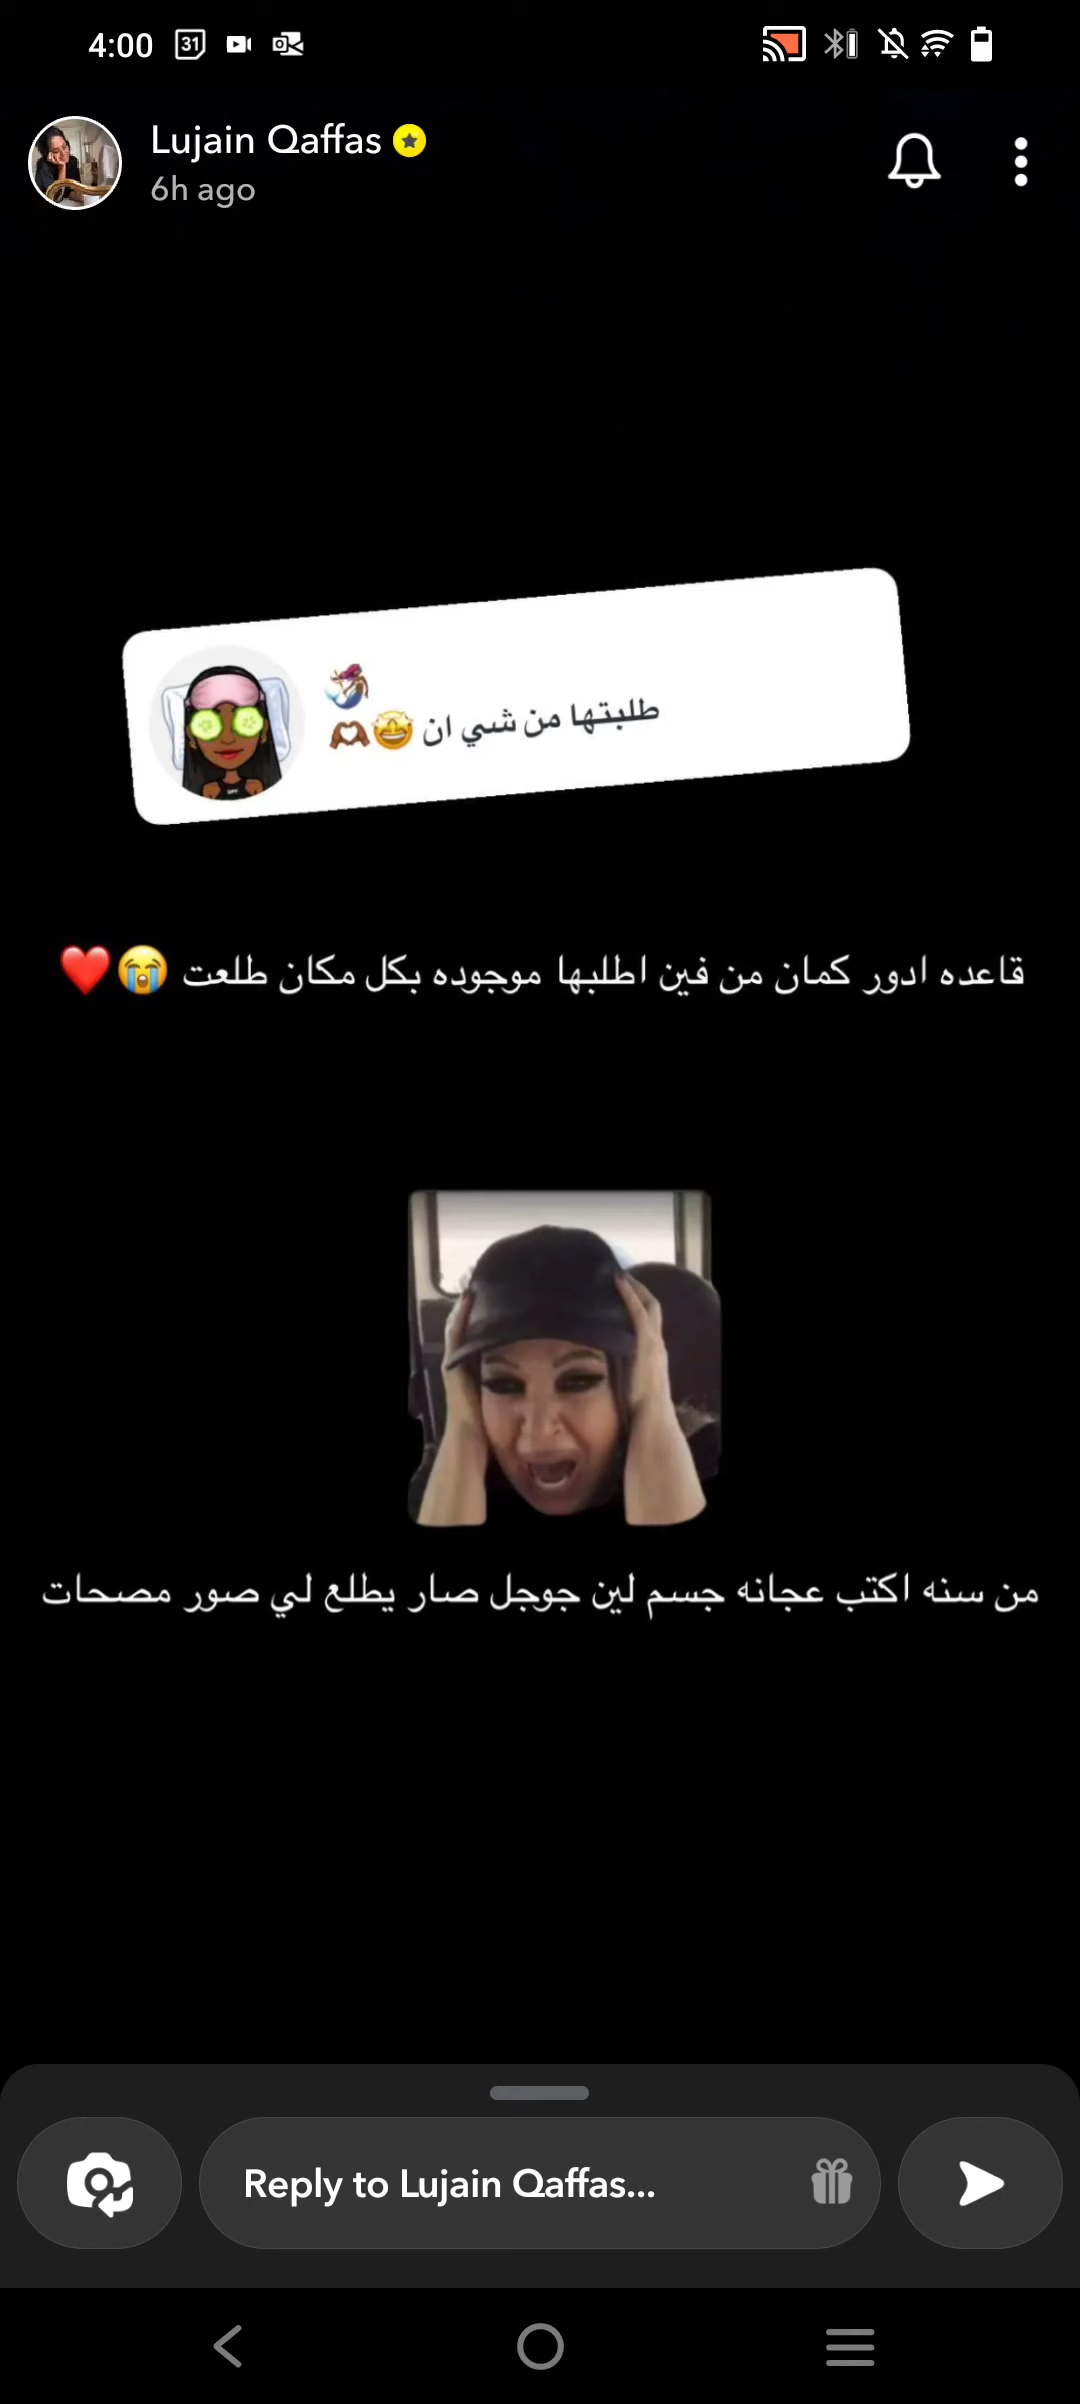 4:00
31
Lujain Qaffas
6h ago
🧜🏽‍♀️
طلبتها من شي ان 🤩🫶🏾
قاعده ادور كمان من فين اطلبها موجوده بكل مكان طلعت 😭❤️
من سنه اكتب عجانه جسم لين جوجل صار يطلع لي صور مصحات
Reply to Lujain Qaffas...